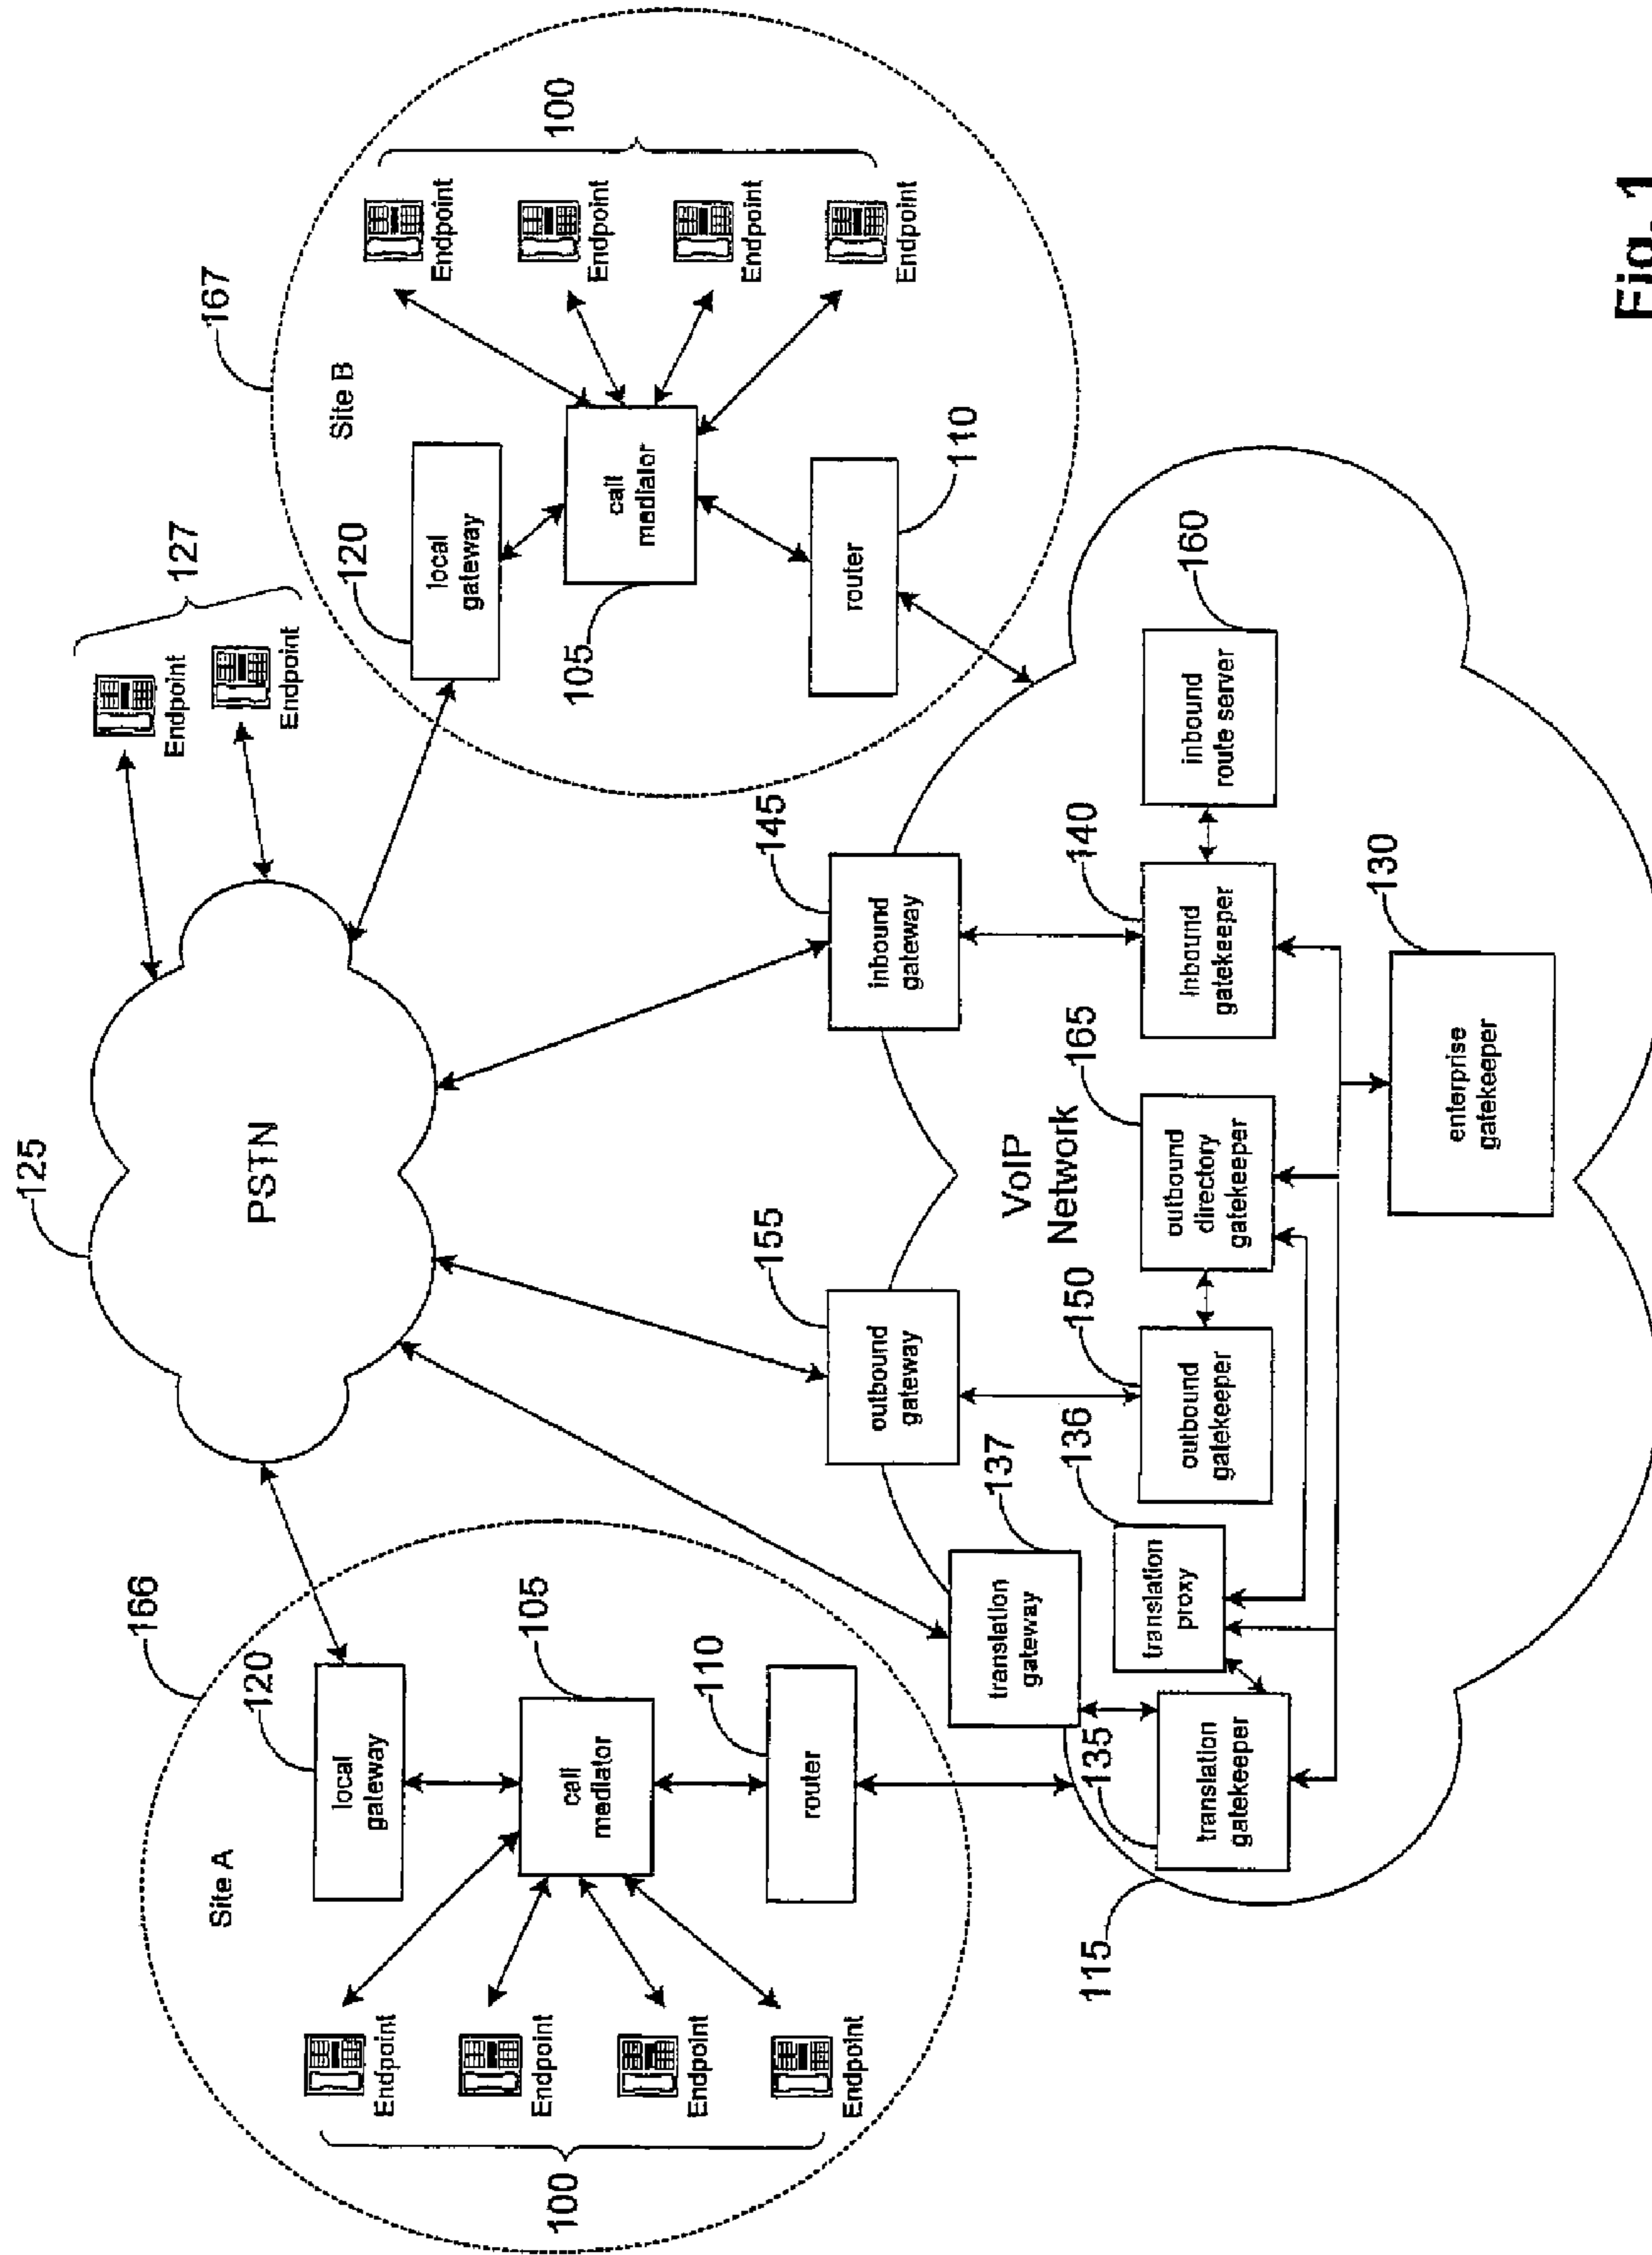 125
PSTN
127
Endpoint
Endpoint
166
Site A
120
local
gateway
105
call
mediator
110
router
Endpoint
Endpoint
Endpoint
Endpoint
100
167
Site B
120
local
gateway
105
call
mediator
router
110
Endpoint
Endpoint
Endpoint
Endpoint
100
155
outbound
gateway
145
inbound
gateway
137
translation
gateway
VoIP
Network
136
translation
proxy
150
outbound
gatekeeper
165
outbound
directory
gatekeeper
140
Inbound
gatekeeper
160
inbound
route server
135
translation
gatekeeper
115
130
enterprise
gatekeeper
Fig. 1